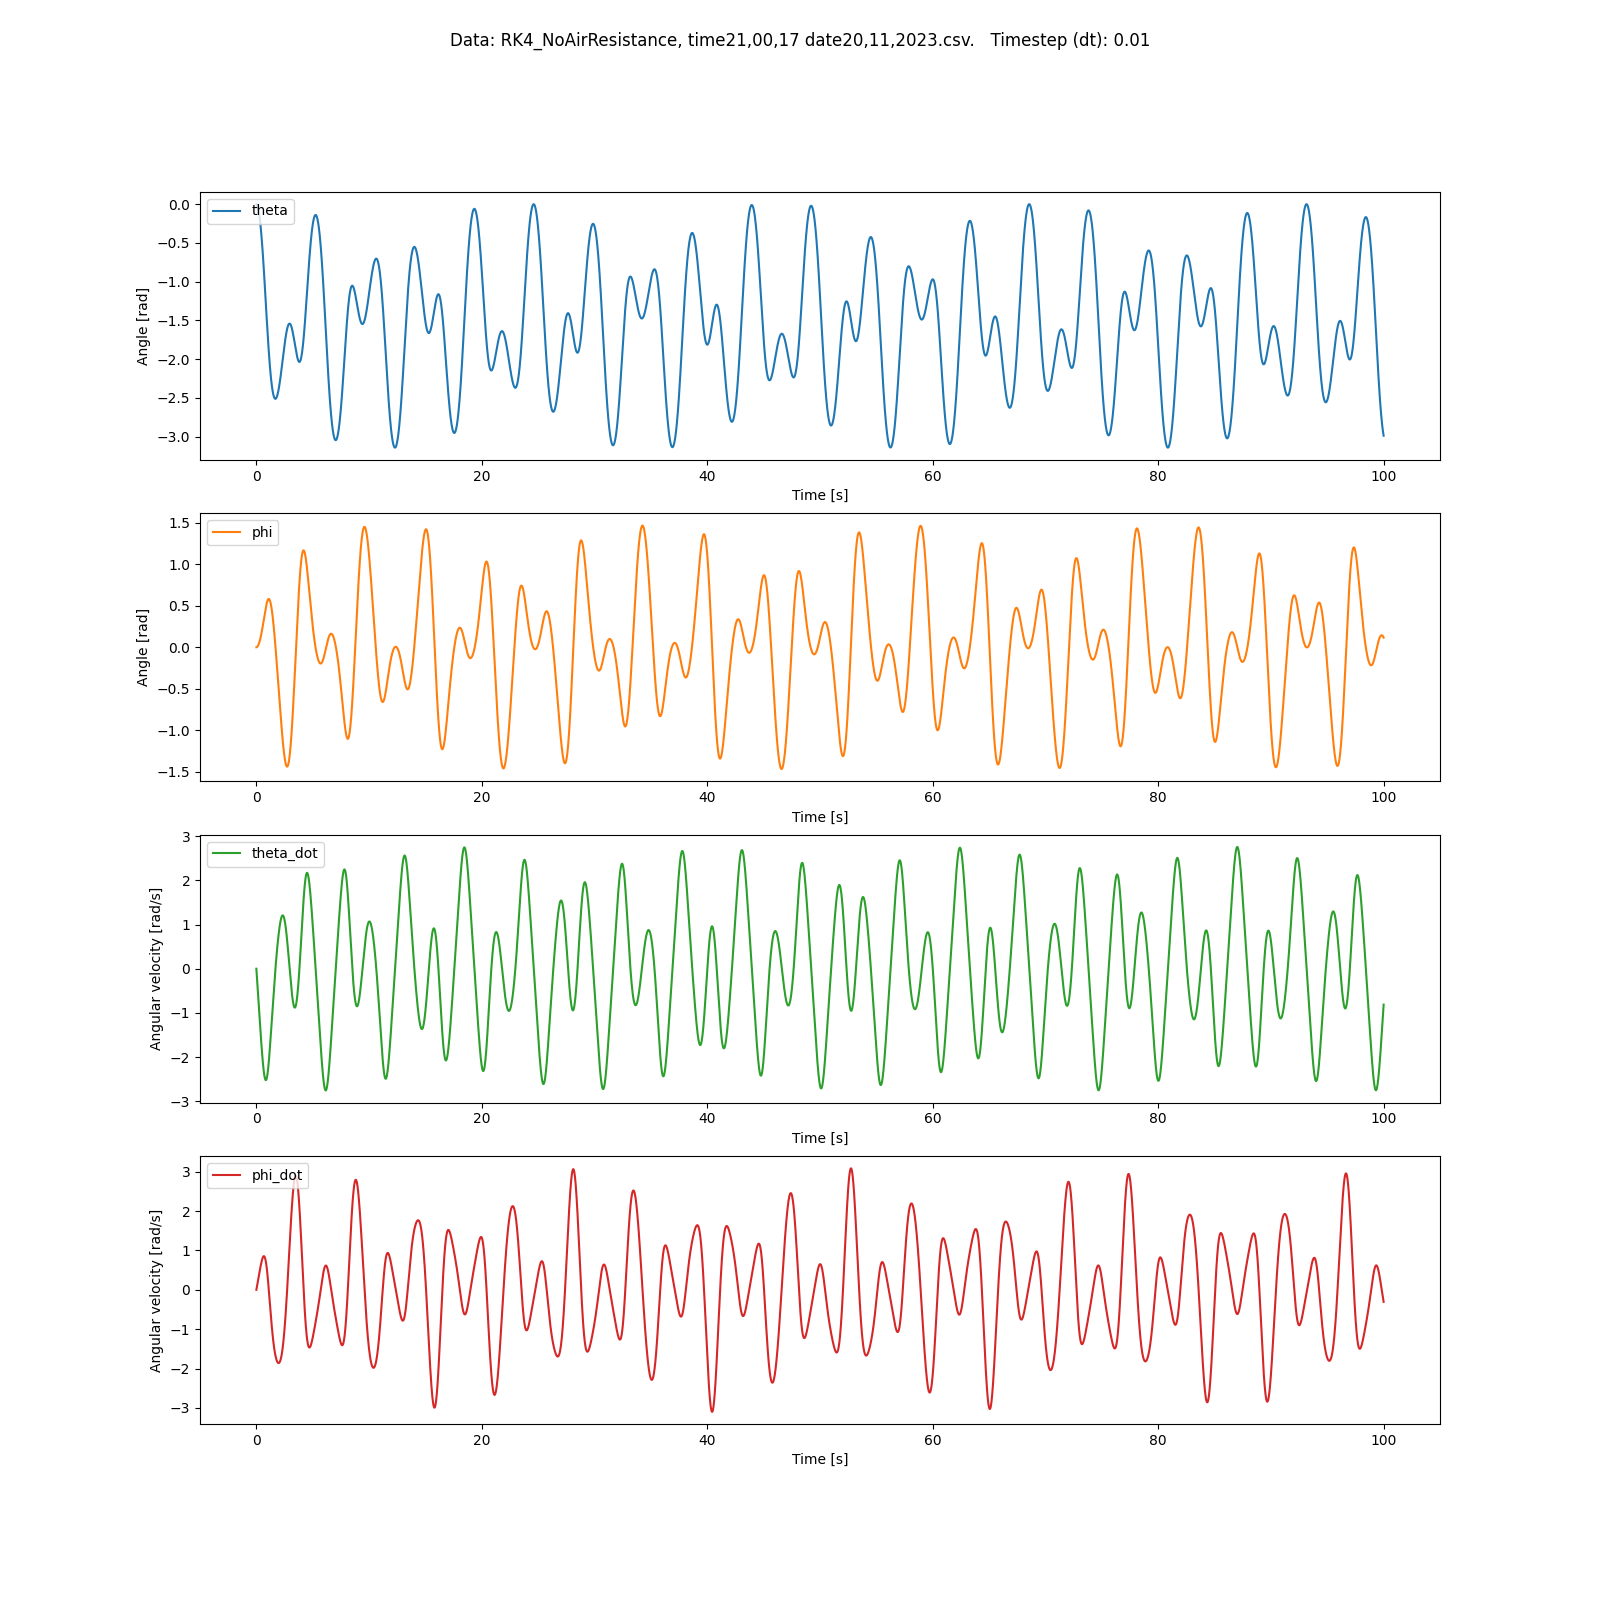 Data: RK4_NoAirResistance, time21,00,17 date20,11,2023.csv.   Timestep (dt): 0.01
theta
0.0
−0.5
−1.0
−1.5
−2.0
−2.5
−3.0
Angle [rad]
0 20 40 60 80 100
Time [s]
phi
1.5
1.0
0.5
0.0
−0.5
−1.0
−1.5
Angle [rad]
0 20 40 60 80 100
Time [s]
theta_dot
3
2
1
0
−1
−2
−3
Angular velocity [rad/s]
0 20 40 60 80 100
Time [s]
phi_dot
3
2
1
0
−1
−2
−3
Angular velocity [rad/s]
0 20 40 60 80 100
Time [s]